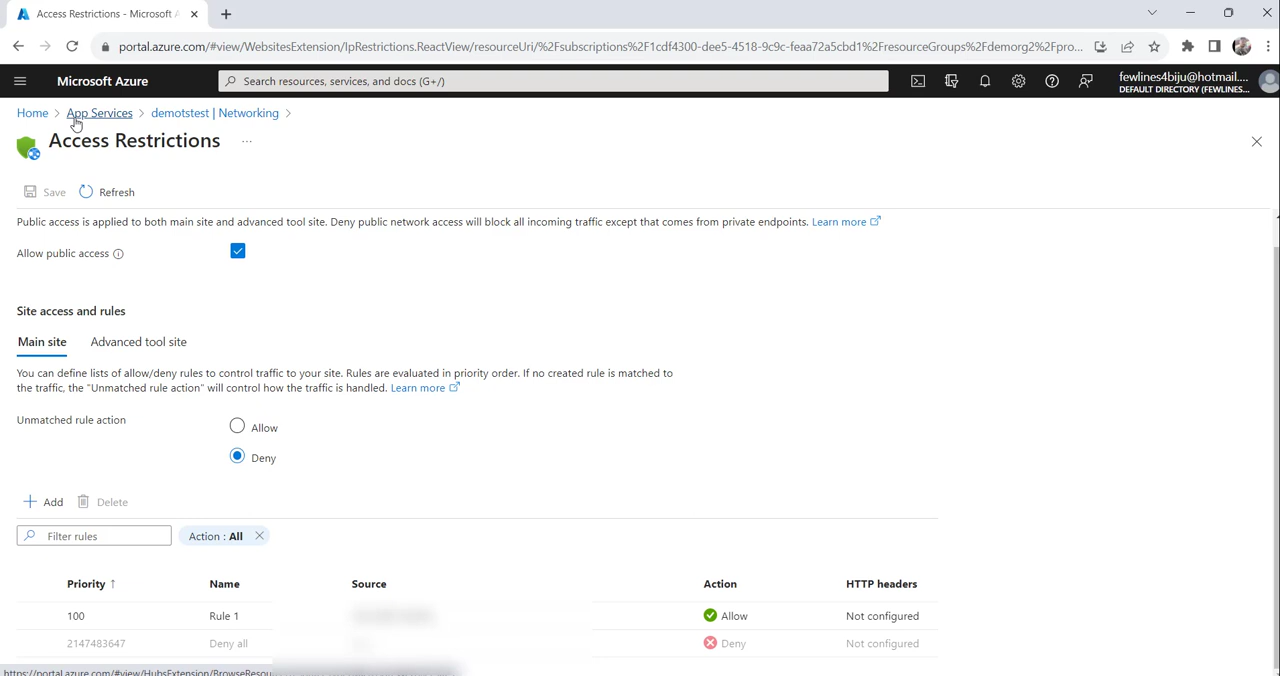 Access Restrictions - Microsoft A
portal.azure.com/#view/WebsitesExtension/IpRestrictions.ReactView/resourceUri/%2Fsubscriptions%2F1cdf4300-dee5-4518-9c9c-feaa72a5cbd1%2FresourceGroups%2Fdemorg2%2Fpro...
Microsoft Azure
Search resources, services, and docs (G+/)
fewlines4biju@hotmail....
DEFAULT DIRECTORY (FEWLINES...
Home > App Services > demotstest | Networking >
Access Restrictions ...
Save Refresh
Public access is applied to both main site and advanced tool site. Deny public network access will block all incoming traffic except that comes from private endpoints. Learn more
Allow public access
Site access and rules
Main site Advanced tool site
You can define lists of allow/deny rules to control traffic to your site. Rules are evaluated in priority order. If no created rule is matched to
the traffic, the "Unmatched rule action" will control how the traffic is handled. Learn more
Unmatched rule action
Allow
Deny
Add Delete
Filter rules Action : All
Priority ↑ Name Source Action HTTP headers
100 Rule 1 Allow Not configured
2147483647 Deny all Deny Not configured
https://portal.azure.com/#view/HubsExtension/BrowseResou